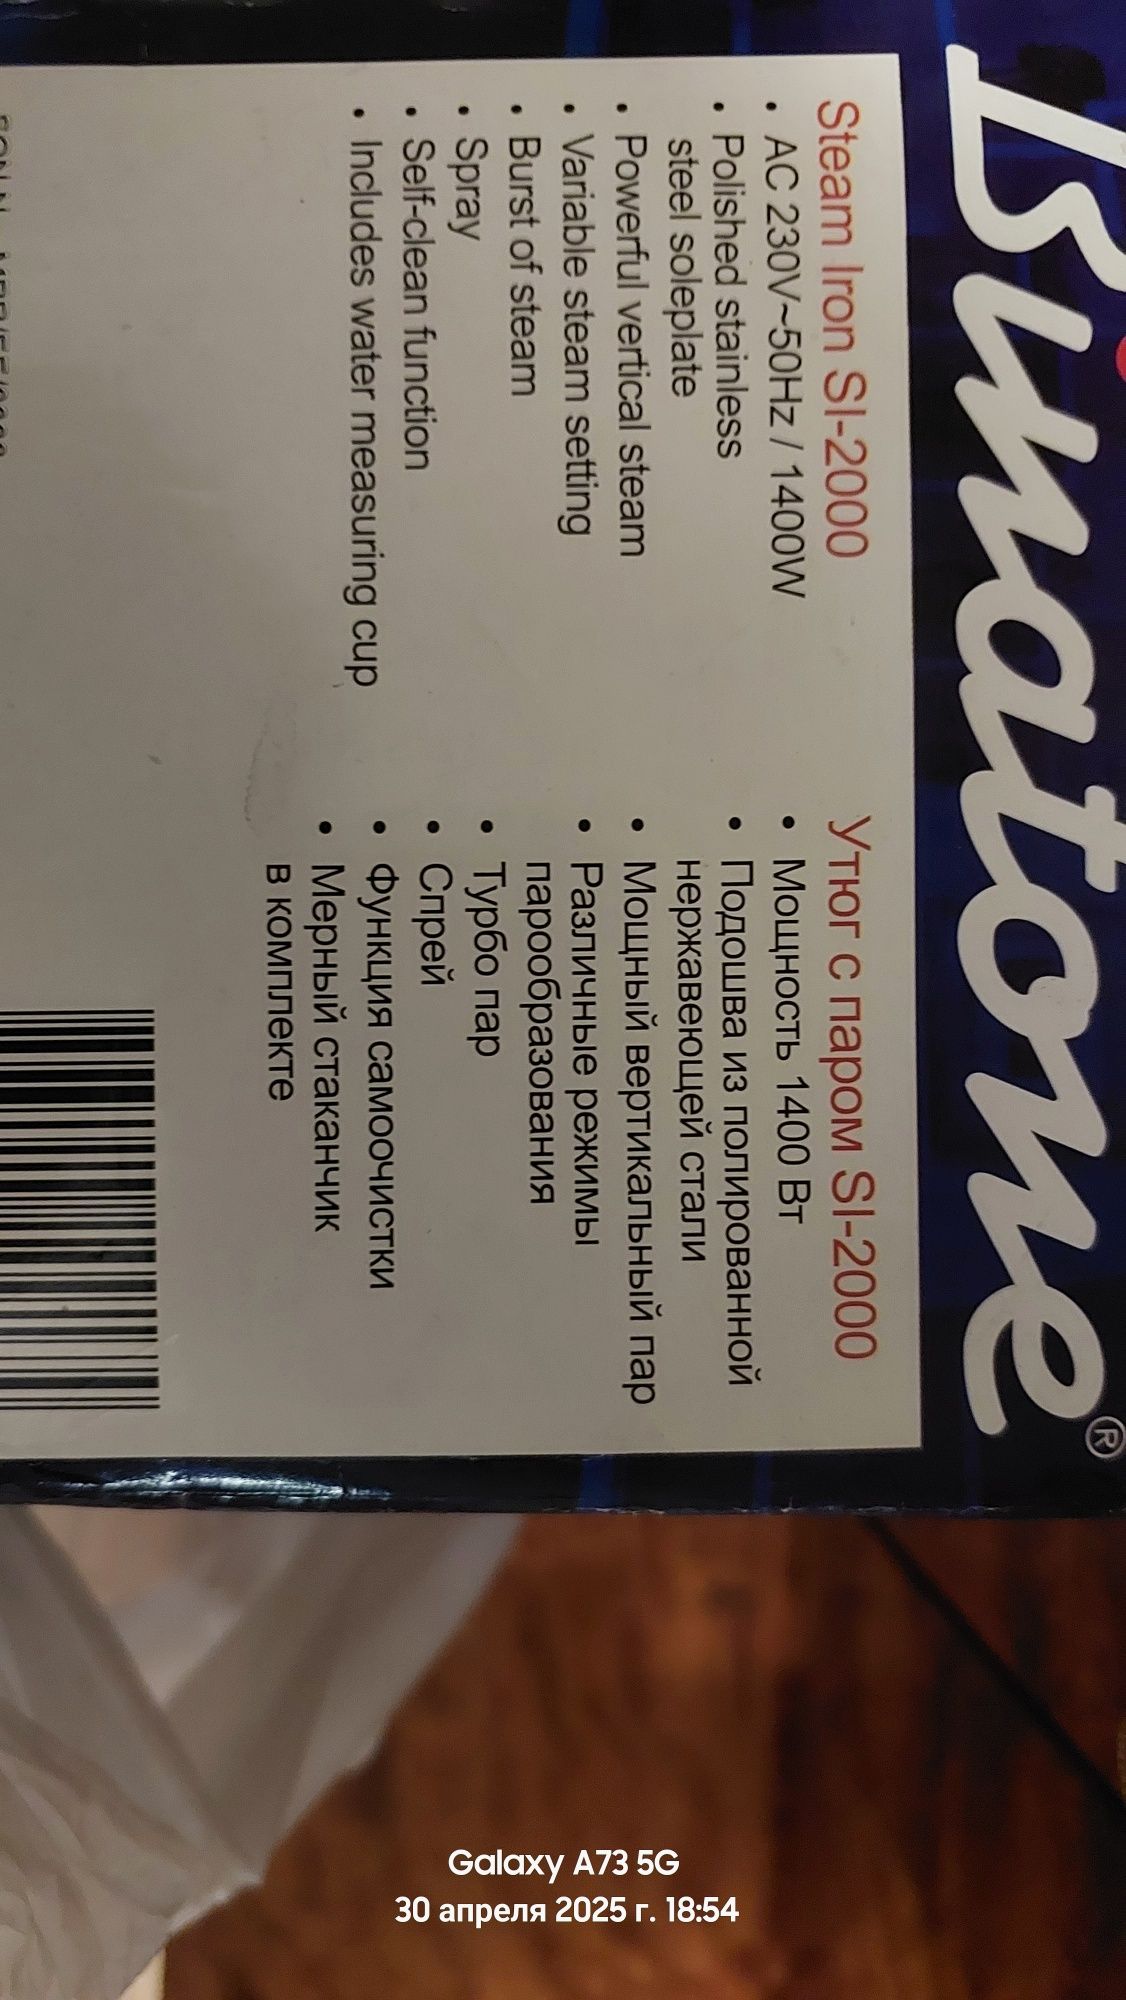 Binatone®
Steam Iron SI-2000
• AC 230V~50Hz / 1400W
• Polished stainless
steel soleplate
• Powerful vertical steam
• Variable steam setting
• Burst of steam
• Spray
• Self-clean function
• Includes water measuring cup
Утюг с паром SI-2000
• Мощность 1400 Вт
• Подошва из полированной
нержавеющей стали
• Мощный вертикальный пар
• Различные режимы
парообразования
• Турбо пар
• Спрей
• Функция самоочистки
• Мерный стаканчик
в комплекте
Galaxy A73 5G
30 апреля 2025 г. 18:54